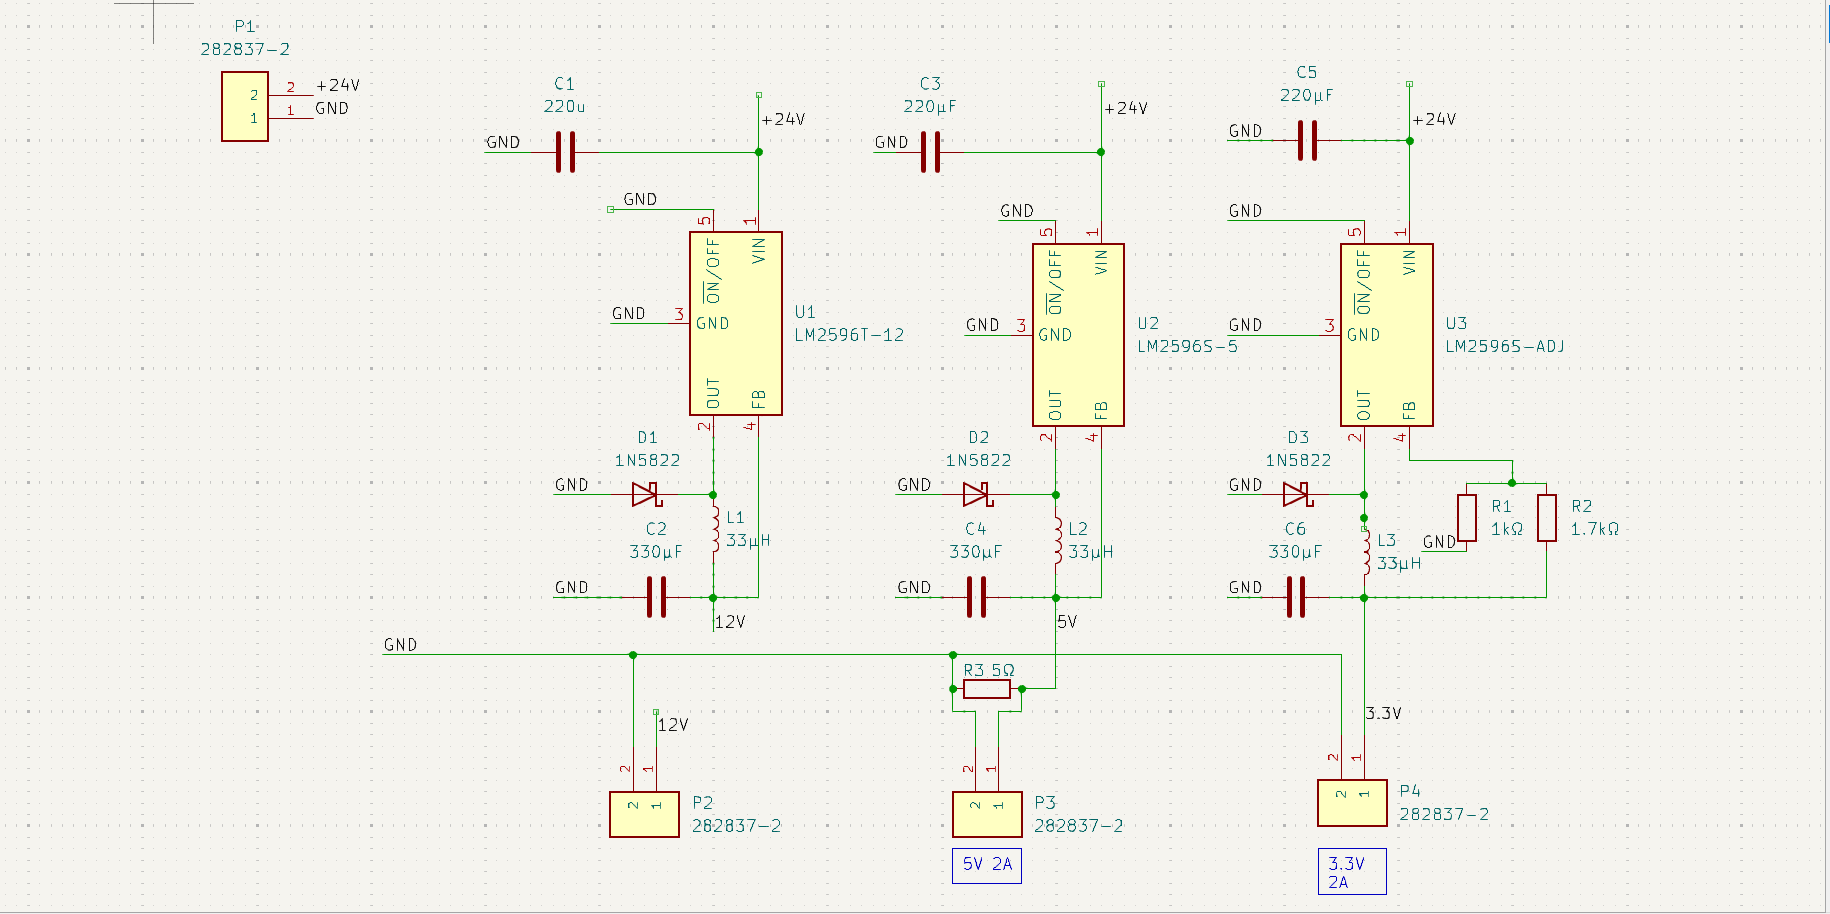 P1
282837-2
2
1
2 +24V
1 GND
C1
220u
GND
+24V
GND
5
1
ON/OFF
VIN
GND
3
GND
U1
LM2596T-12
OUT
FB
2
4
D1
1N5822
GND
L1
33µH
C2
330µF
GND
12V
C3
220µF
GND
+24V
GND
5
1
ON/OFF
VIN
GND
3
GND
U2
LM2596S-5
OUT
FB
2
4
D2
1N5822
GND
L2
33µH
C4
330µF
GND
5V
C5
220µF
GND
+24V
GND
5
1
ON/OFF
VIN
GND
3
GND
U3
LM2596S-ADJ
OUT
FB
2
4
D3
1N5822
GND
R1
1kΩ
R2
1.7kΩ
GND
L3
33µH
C6
330µF
GND
GND
R3 5Ω
12V
3.3V
2
1
2
1
P2
282837-2
2
1
2
1
P3
282837-2
2
1
2
1
P4
282837-2
5V 2A
3.3V
2A